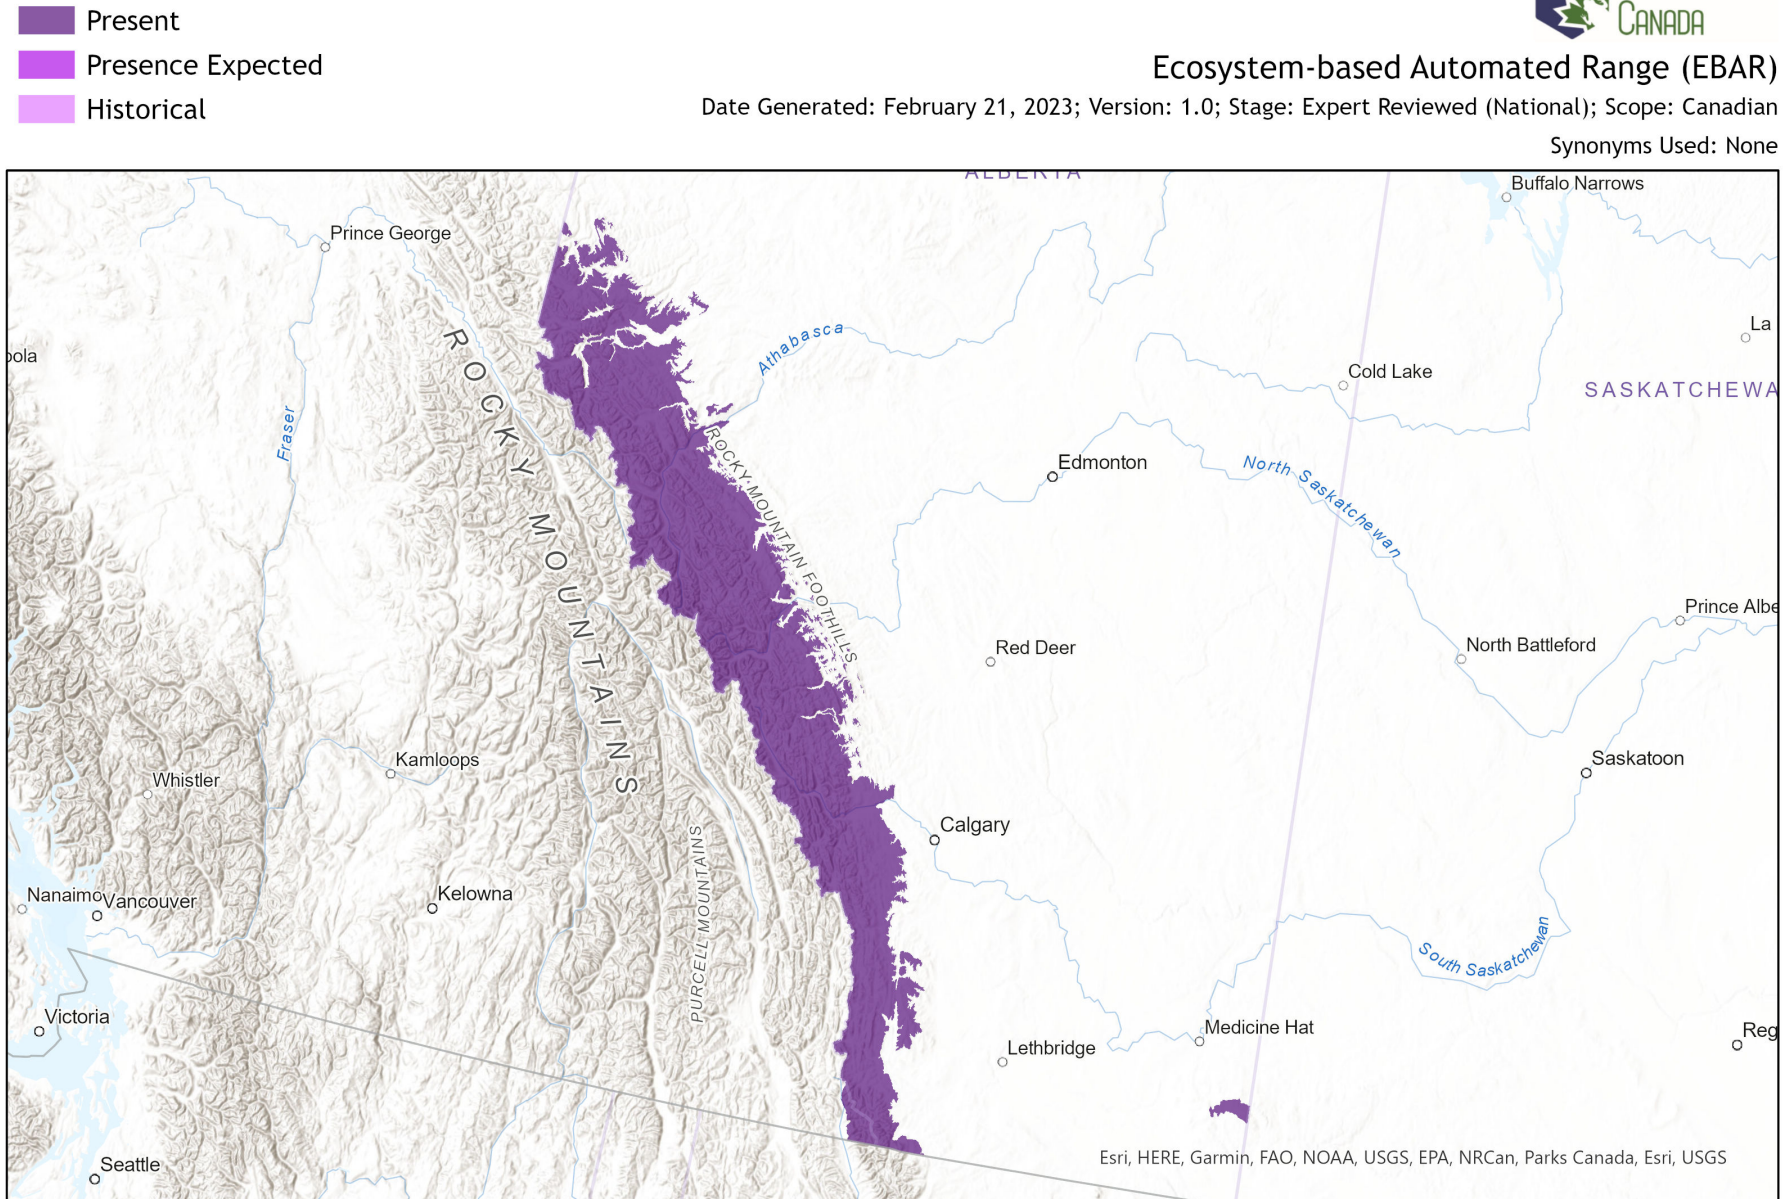 Present
Presence Expected
Historical
CANADA
Ecosystem-based Automated Range (EBAR)
Date Generated: February 21, 2023; Version: 1.0; Stage: Expert Reviewed (National); Scope: Canadian
Synonyms Used: None
ALBERTA
Buffalo Narrows
Prince George
La
Athabasca
ROCKY MOUNTAINS
Cold Lake
SASKATCHEWA
Fraser
ROCKY MOUNTAIN FOOTHILLS
Edmonton
North Saskatchewan
Prince Albe
Red Deer
North Battleford
Kamloops
Saskatoon
Whistler
Calgary
PURCELL MOUNTAINS
Nanaimo
Vancouver
Kelowna
South Saskatchewan
Victoria
Medicine Hat
Reg
Lethbridge
Seattle
Esri, HERE, Garmin, FAO, NOAA, USGS, EPA, NRCan, Parks Canada, Esri, USGS